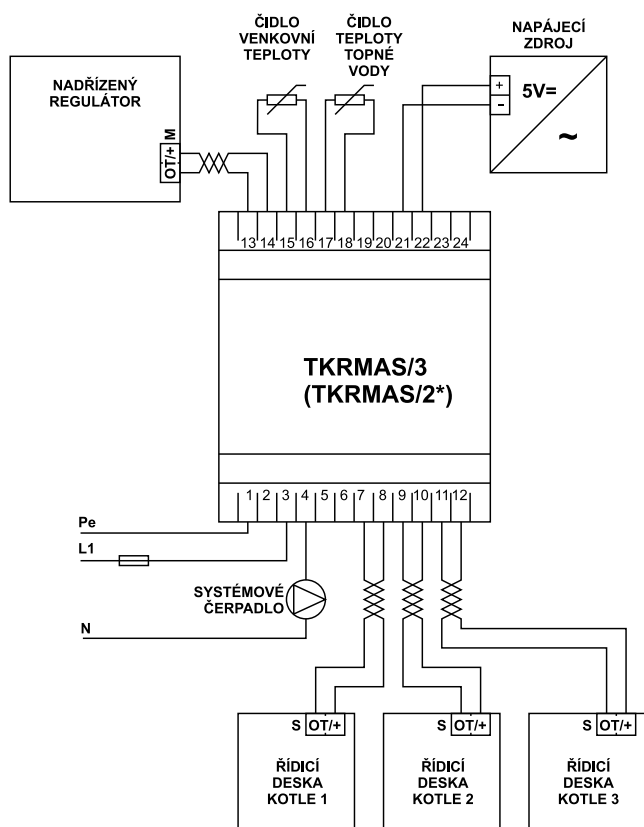 ČIDLO
VENKOVNÍ
TEPLOTY
ČIDLO
TEPLOTY
TOPNÉ
VODY
NAPÁJECÍ
ZDROJ
NADŘÍZENÝ
REGULÁTOR
OT/+ M
+
−
5V=
~
13 14 15 16 17 18 19 20 21 22 23 24
TKRMAS/3
(TKRMAS/2*)
1 2 3 4 5 6 7 8 9 10 11 12
Pe
L1
SYSTÉMOVÉ
ČERPADLO
N
S OT/+
ŘÍDICÍ
DESKA
KOTLE 1
S OT/+
ŘÍDICÍ
DESKA
KOTLE 2
S OT/+
ŘÍDICÍ
DESKA
KOTLE 3